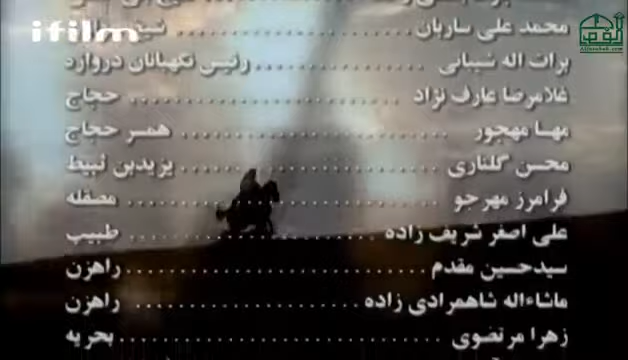 محمد علی ساربان
برات اله شیبانی .................... رئیس نگهبانان دروازه
غلامرضا عارف نژاد .................... حجاج
مها مهجور .................... همسر حجاج
محسن گلناری .................... یزیدبن ثبیط
فرامرز مهرجو .................... مصقله
علی اصغر شریف زاده .................... طبیب
سیدحسین مقدم .................... راهزن
ماشاءاله شاهمرادی زاده .................... راهزن
زهرا مرتضوی .................... بحریه
ifilm